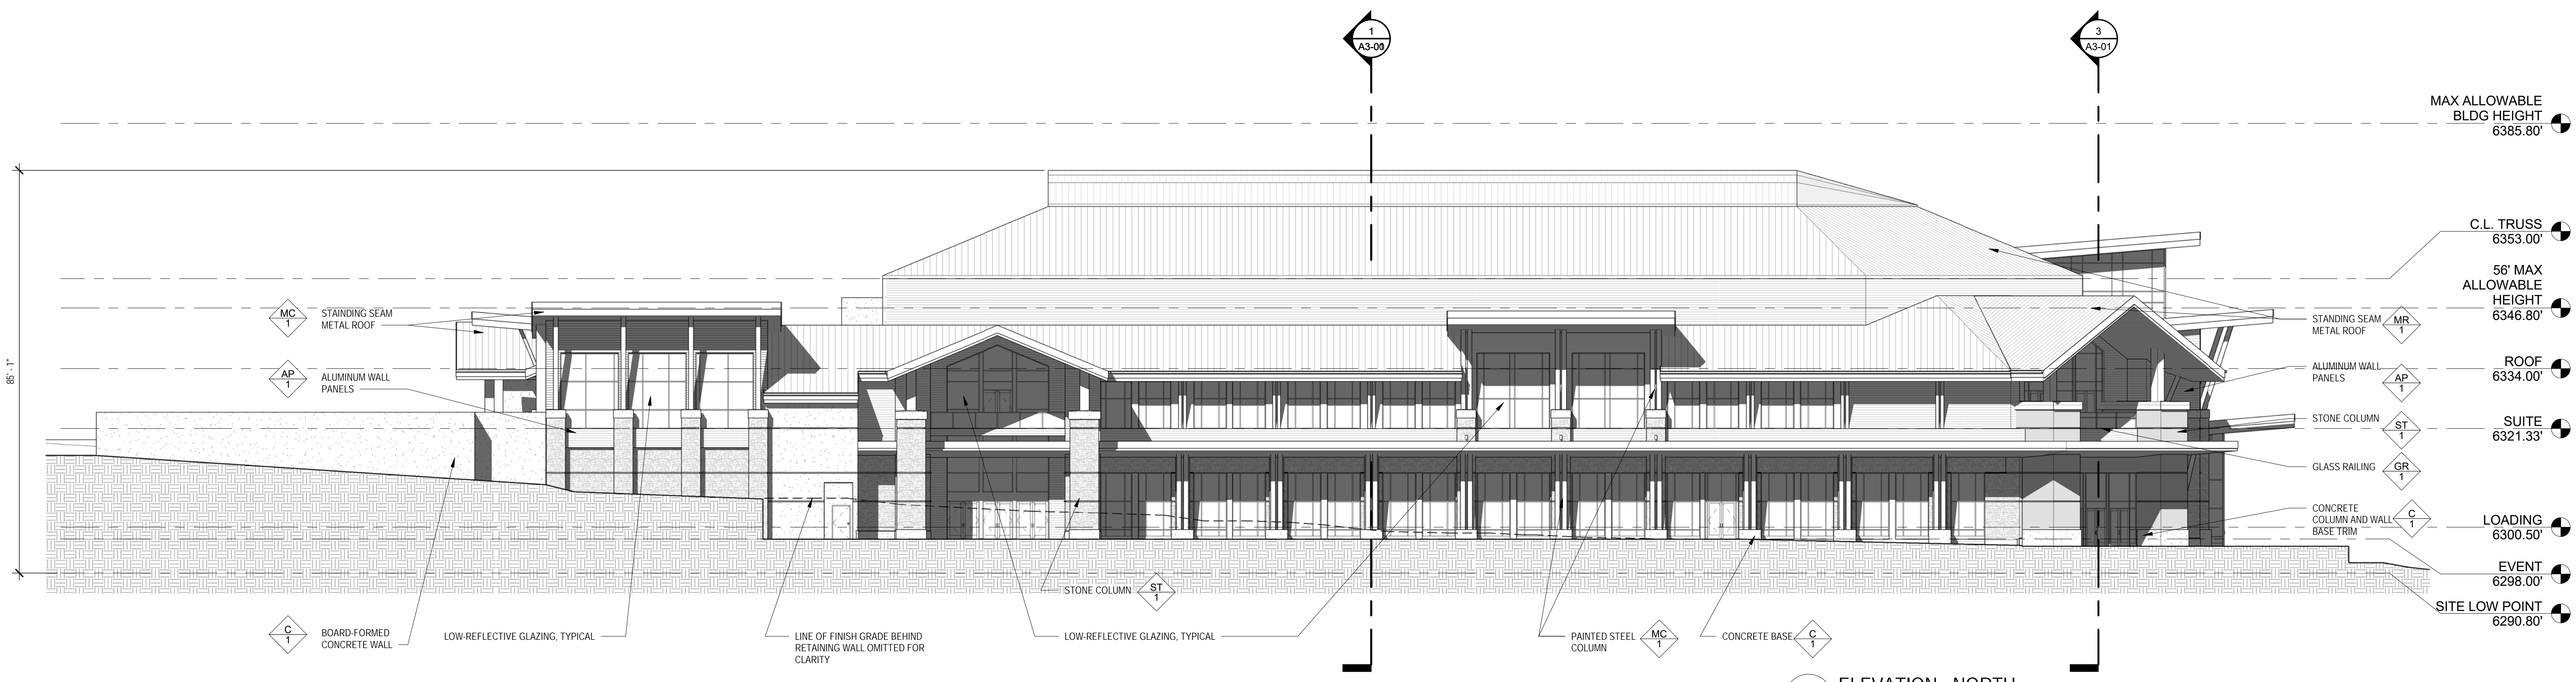 1
A3-00
3
A3-01
MAX ALLOWABLE
BLDG HEIGHT
6385.80'
C.L. TRUSS
6353.00'
56' MAX
ALLOWABLE
HEIGHT
6346.80'
ROOF
6334.00'
SUITE
6321.33'
LOADING
6300.50'
EVENT
6298.00'
SITE LOW POINT
6290.80'
85' - 1"
MC
1
STAINDING SEAM
METAL ROOF
AP
1
ALUMINUM WALL
PANELS
C
1
BOARD-FORMED
CONCRETE WALL
LOW-REFLECTIVE GLAZING, TYPICAL
LINE OF FINISH GRADE BEHIND
RETAINING WALL OMITTED FOR
CLARITY
STONE COLUMN
ST
1
LOW-REFLECTIVE GLAZING, TYPICAL
PAINTED STEEL
COLUMN
MC
1
CONCRETE BASE
C
1
STANDING SEAM
METAL ROOF
MR
1
ALUMINUM WALL
PANELS
AP
1
STONE COLUMN
ST
1
GLASS RAILING
GR
1
CONCRETE
COLUMN AND WALL
BASE TRIM
C
1
ELEVATION - NORTH